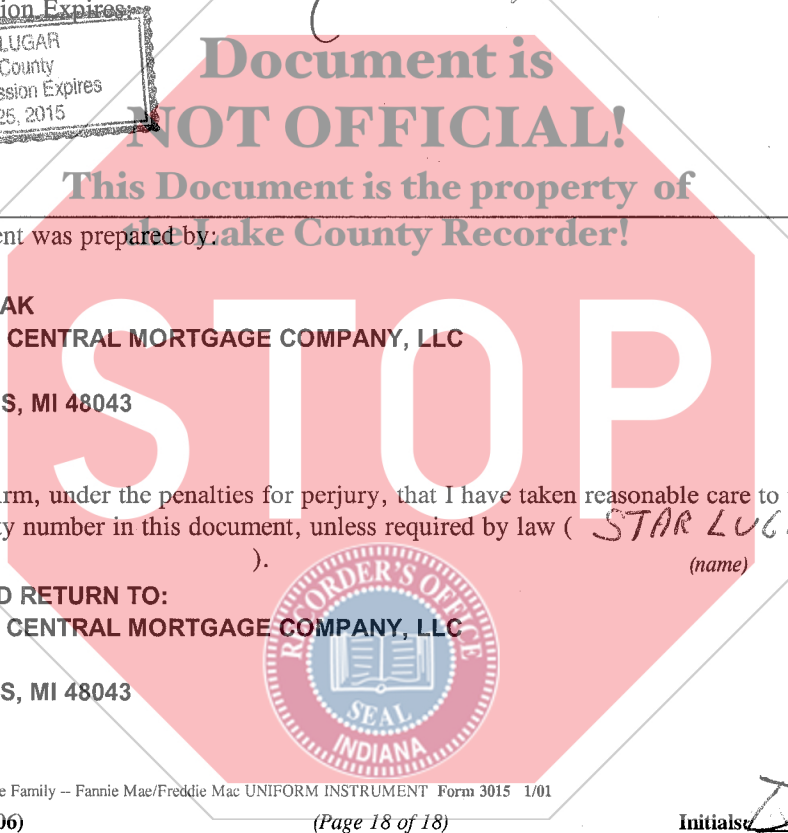 ion Expires:
LUGAR
County
ssion Expires
25, 2015
Document is
NOT OFFICIAL!
This Document is the property of
the Lake County Recorder!
ent was prepared by:
AK
CENTRAL MORTGAGE COMPANY, LLC
S, MI 48043
STOP
irm, under the penalties for perjury, that I have taken reasonable care to
ty number in this document, unless required by law ( STAR LUG
).
(name)
D RETURN TO:
CENTRAL MORTGAGE COMPANY, LLC
S, MI 48043
RECORDER'S OFFICE
SEAL
INDIANA
e Family -- Fannie Mae/Freddie Mac UNIFORM INSTRUMENT Form 3015 1/01
06)
(Page 18 of 18)
Initials: